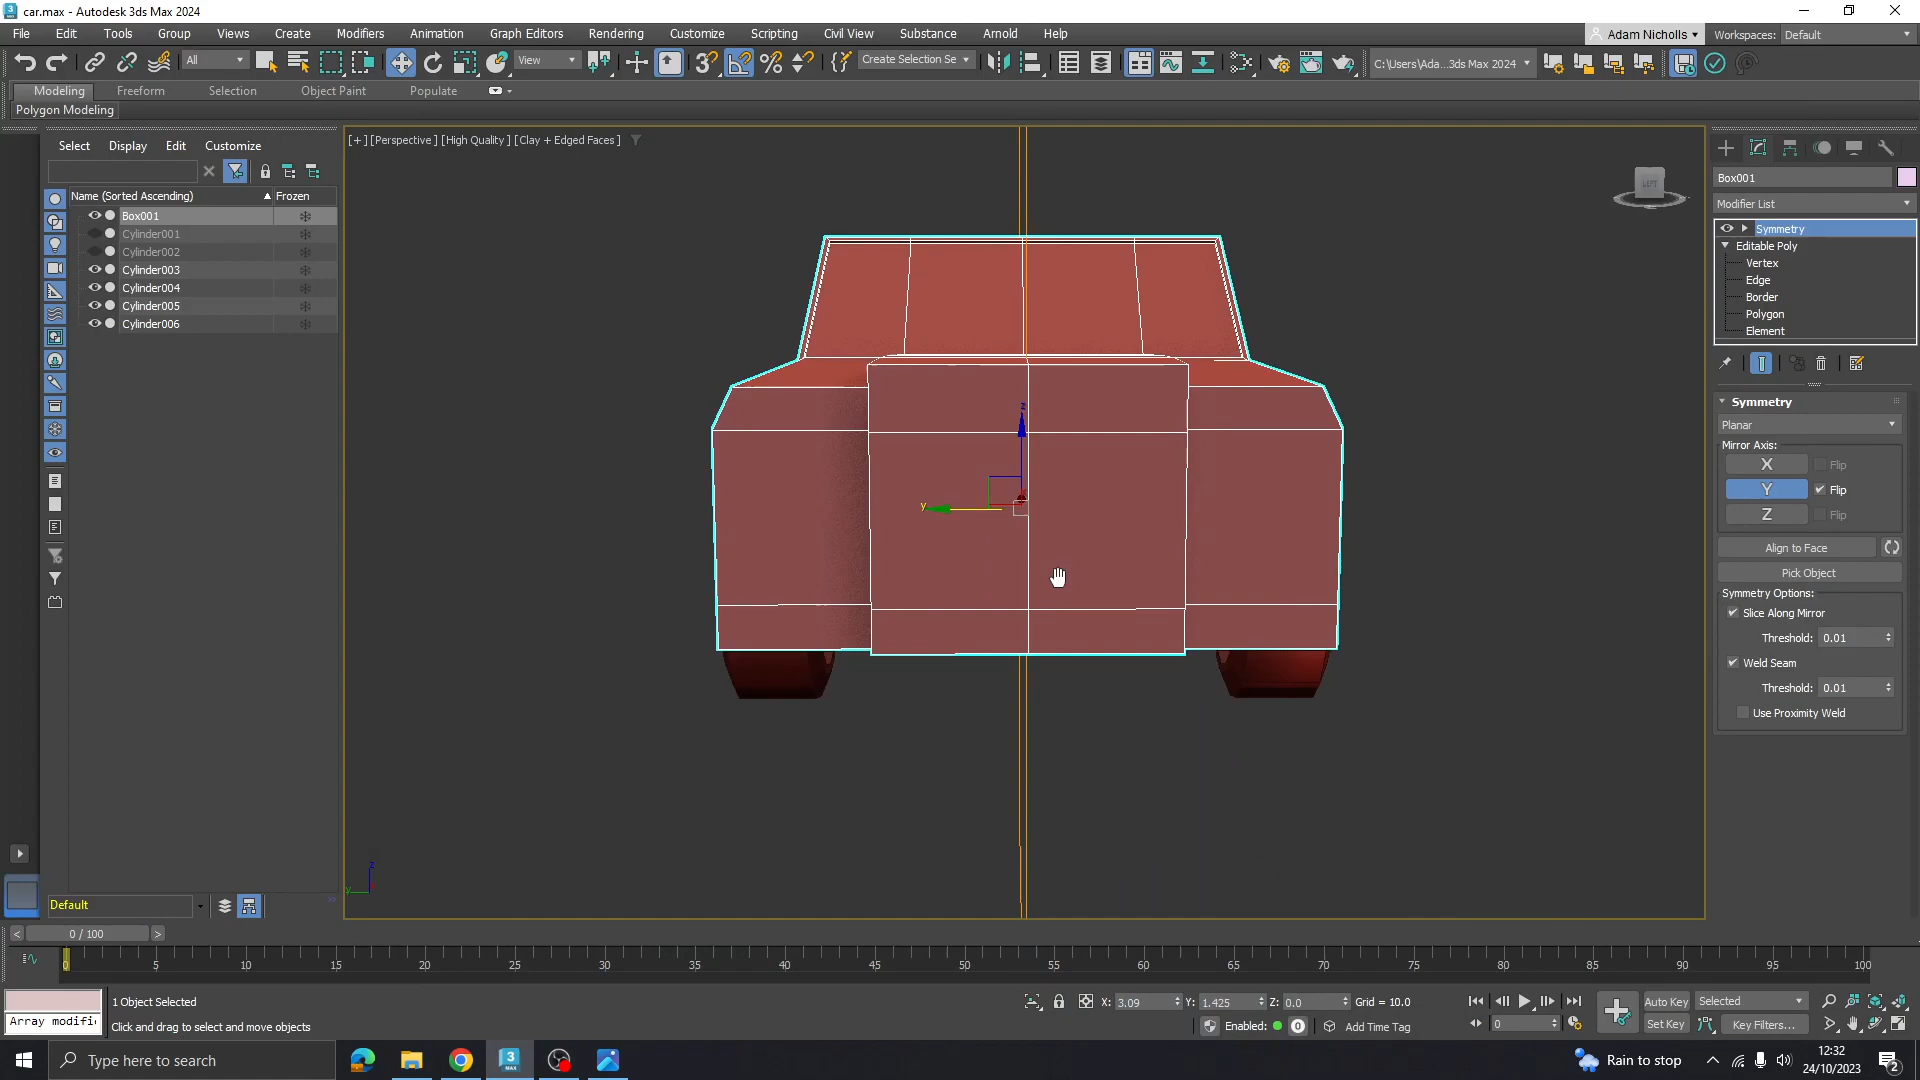 car.max - Autodesk 3ds Max 2024
File Edit Tools Group Views Create Modifiers Animation Graph Editors Rendering Customize Scripting Civil View Substance Arnold Help
Adam Nicholls
Workspaces: Default
All
View
Create Selection Se
C:\Users\Ada...3ds Max 2024
Modeling Freeform Selection Object Paint Populate
Polygon Modeling
Select Display Edit Customize
Name (Sorted Ascending) Frozen
Box001
Cylinder001
Cylinder002
Cylinder003
Cylinder004
Cylinder005
Cylinder006
Default
[+] [Perspective ] [High Quality ] [Clay + Edged Faces ]
LEFT
z
y
z
y
Box001
Modifier List
Symmetry
Editable Poly
Vertex
Edge
Border
Polygon
Element
Symmetry
Planar
Mirror Axis:
X Flip
Y Flip
Z Flip
Align to Face
Pick Object
Symmetry Options:
Slice Along Mirror
Threshold: 0.01
Weld Seam
Threshold: 0.01
Use Proximity Weld
< 0 / 100 >
0 5 10 15 20 25 30 35 40 45 50 55 60 65 70 75 80 85 90 95 100
Array modifi
1 Object Selected
Click and drag to select and move objects
X: 3.09 Y: 1.425 Z: 0.0 Grid = 10.0
Enabled: 0 Add Time Tag
0
Auto Key Selected
Set Key Key Filters...
Type here to search
3
MAX
Rain to stop
12:32
24/10/2023
2